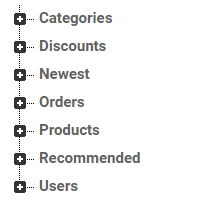 Categories
Discounts
Newest
Orders
Products
Recommended
Users